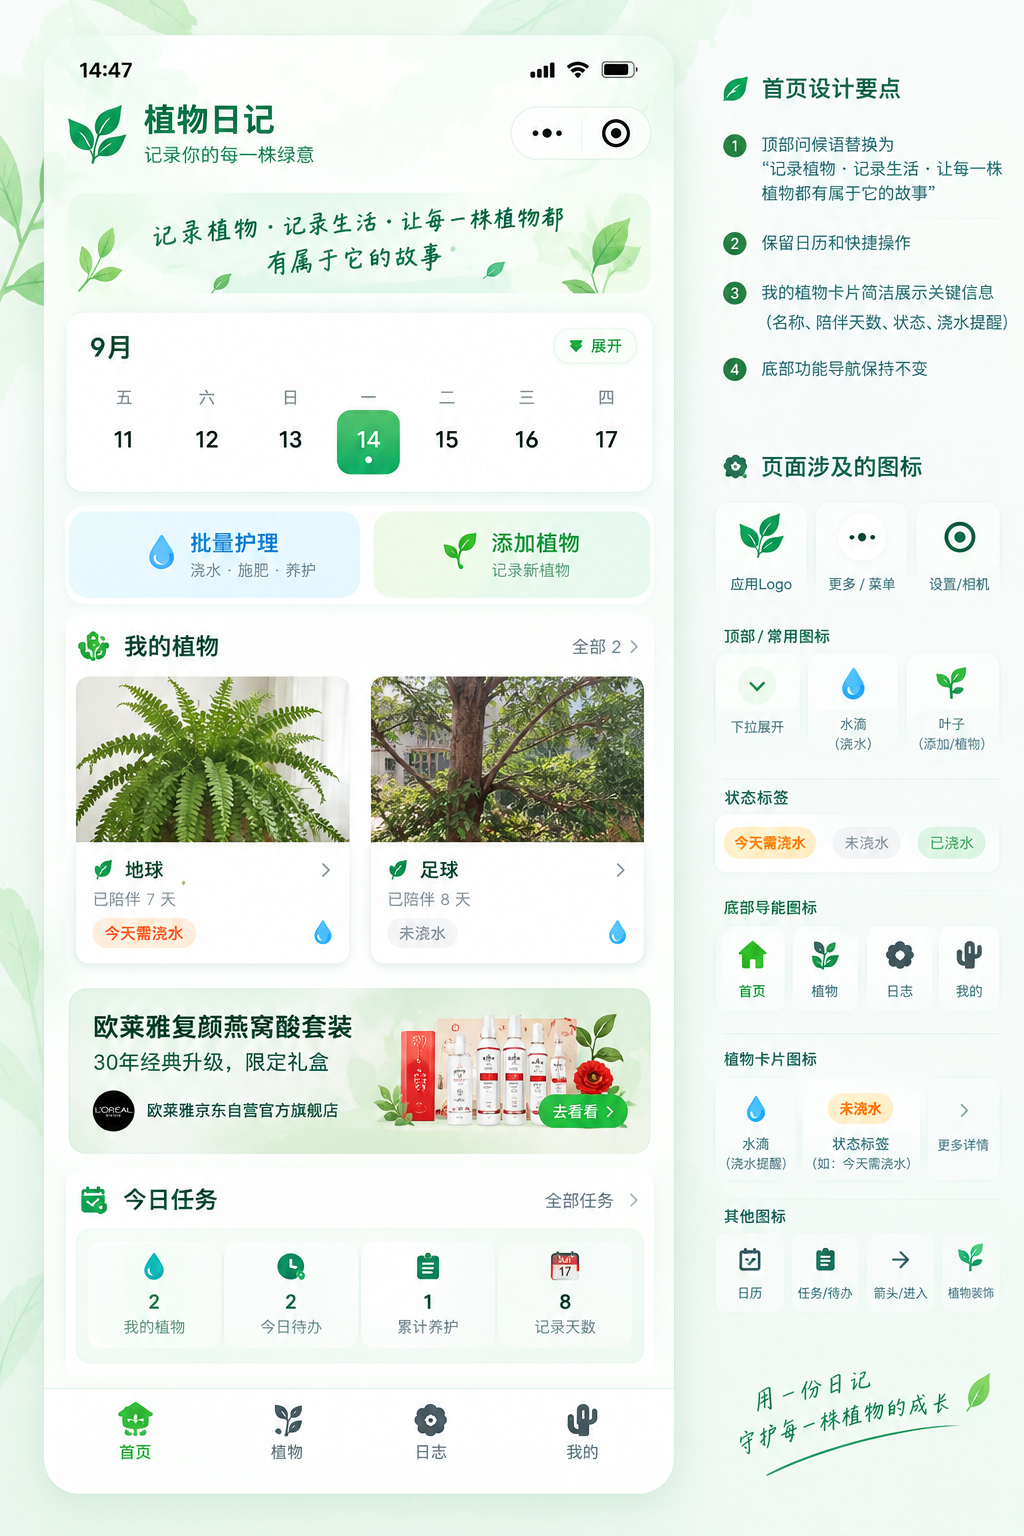 14:47
植物日记
记录你的每一株绿意
记录植物 · 记录生活 · 让每一株植物都
有属于它的故事
9月
展开
五 六 日 一 二 三 四
11 12 13 14 15 16 17
批量护理
浇水 · 施肥 · 养护
添加植物
记录新植物
我的植物
全部 2
地球
已陪伴 7 天
今天需浇水
足球
已陪伴 8 天
未浇水
欧莱雅复颜燕窝酸套装
30年经典升级，限定礼盒
L'OREAL
欧莱雅京东自营官方旗舰店
去看看
今日任务
全部任务
2
我的植物
2
今日待办
1
累计养护
17
8
记录天数
首页
植物
日志
我的
首页设计要点
1 顶部问候语替换为
“记录植物 · 记录生活 · 让每一株
植物都有属于它的故事”
2 保留日历和快捷操作
3 我的植物卡片简洁展示关键信息
（名称、陪伴天数、状态、浇水提醒）
4 底部功能导航保持不变
页面涉及的图标
应用Logo
更多 / 菜单
设置/相机
顶部 / 常用图标
下拉展开
水滴
（浇水）
叶子
（添加/植物）
状态标签
今天需浇水
未浇水
已浇水
底部导能图标
首页
植物
日志
我的
植物卡片图标
水滴
（浇水提醒）
未浇水
状态标签
（如：今天需浇水）
更多详情
其他图标
日历
任务/待办
箭头/进入
植物装饰
用一份日记
守护每一株植物的成长